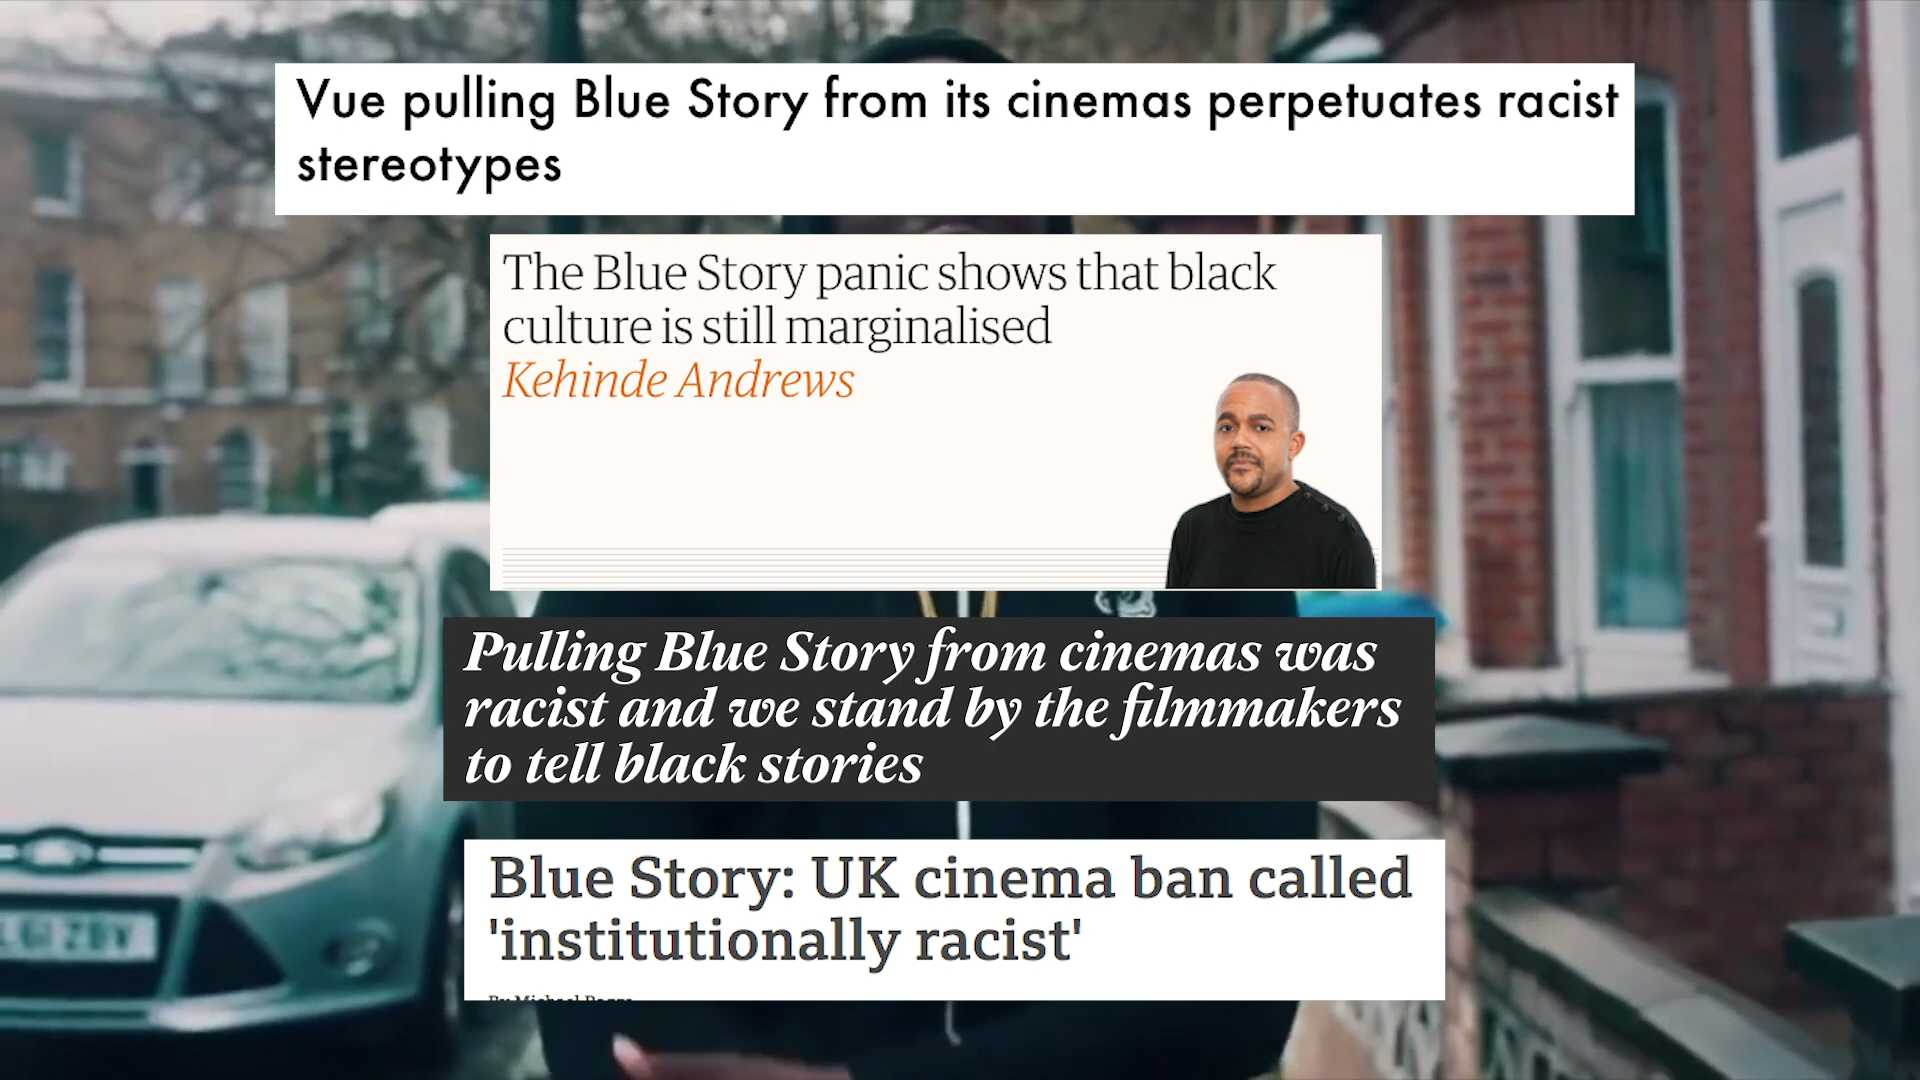 Vue pulling Blue Story from its cinemas perpetuates racist
stereotypes
The Blue Story panic shows that black
culture is still marginalised
Kehinde Andrews
Pulling Blue Story from cinemas was
racist and we stand by the filmmakers
to tell black stories
Blue Story: UK cinema ban called
'institutionally racist'
By Michael